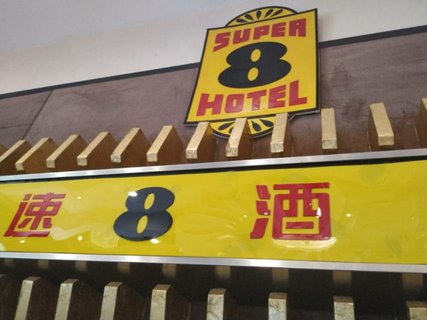 SUPER
8
HOTEL
速 8 酒